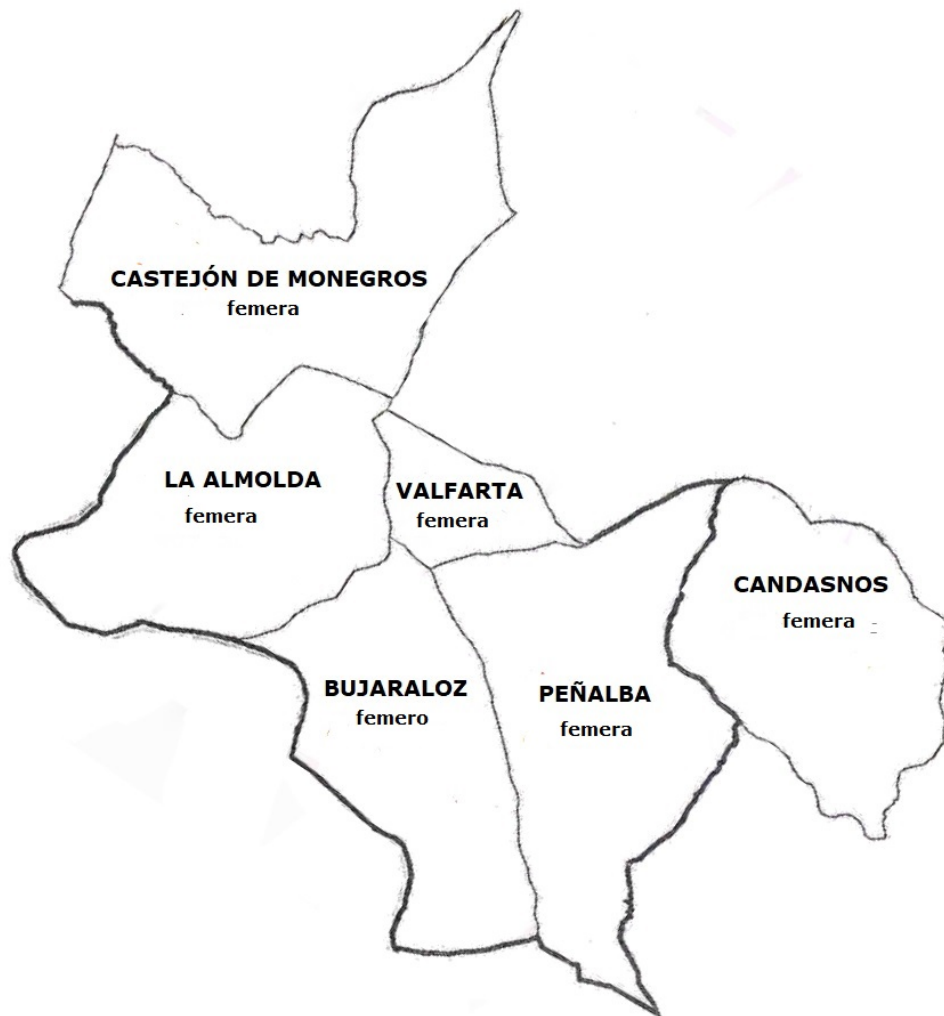 CASTEJÓN DE MONEGROS
femera
LA ALMOLDA
femera
VALFARTA
femera
CANDASNOS
femera
BUJARALOZ
femero
PEÑALBA
femera